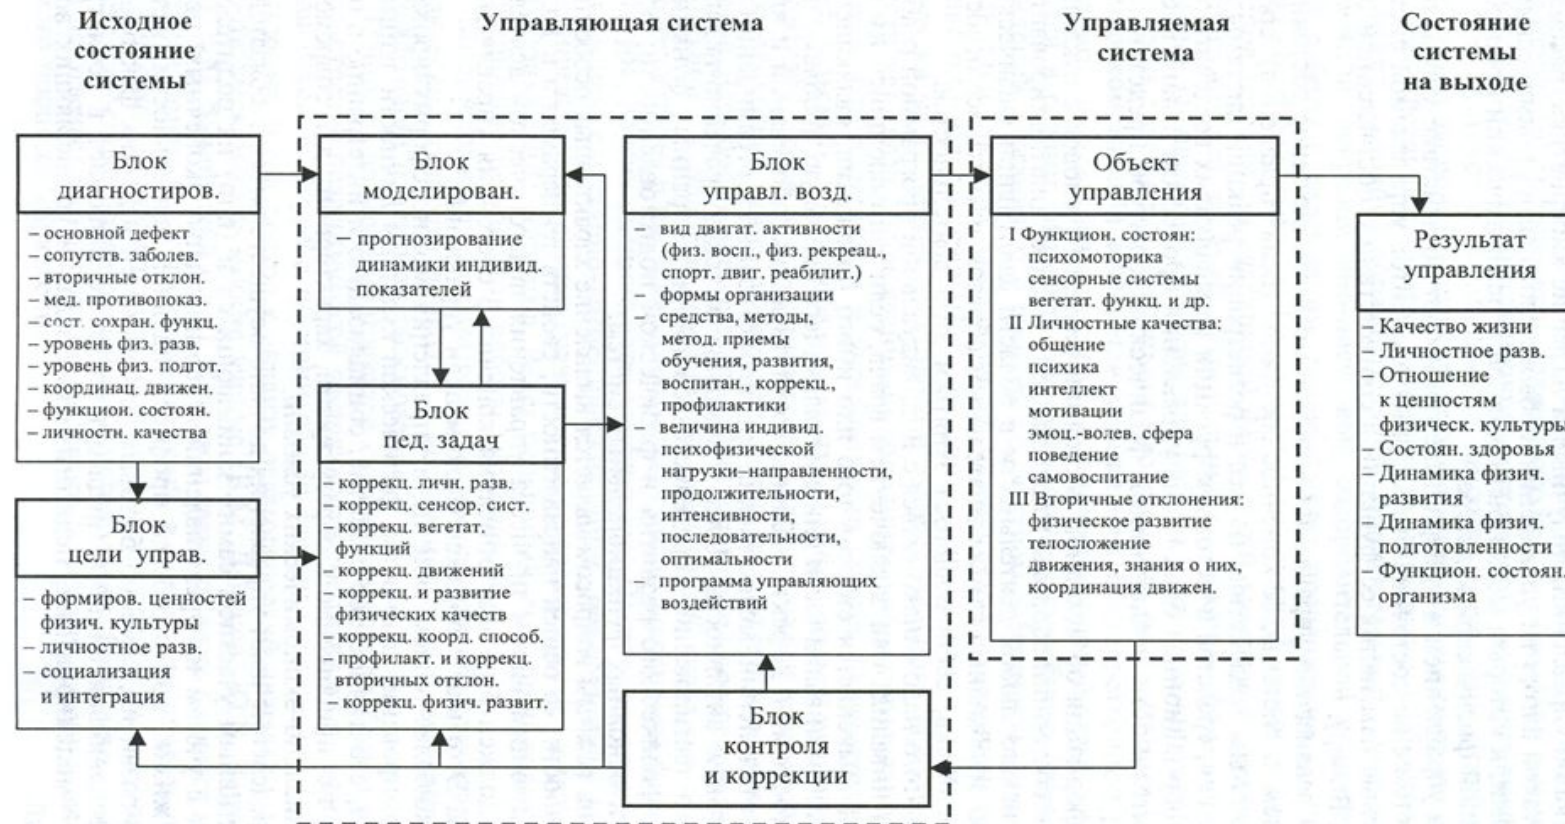 Исходное
состояние
системы
Управляющая система
Управляемая
система
Состояние
системы
на выходе
Блок
диагностиров.
– основной дефект
– сопутств. заболев.
– вторичные отклон.
– мед. противопоказ.
– сост. сохран. функц.
– уровень физ. разв.
– уровень физ. подгот.
– координац. движен.
– функцион. состоян.
– личностн. качества
Блок
цели управ.
– формиров. ценностей
физич. культуры
– личностное разв.
– социализация
и интеграция
Блок
моделирован.
– прогнозирование
динамики индивид.
показателей
Блок
пед. задач
– коррекц. личн. разв.
– коррекц. сенсор. сист.
– коррекц. вегетат.
функций
– коррекц. движений
– коррекц. и развитие
физических качеств
– коррекц. коорд. способ.
– профилакт. и коррекц.
вторичных отклон.
– коррекц. физич. развит.
Блок
управл. возд.
– вид двигат. активности
(физ. восп., физ. рекреац.,
спорт. двиг. реабилит.)
– формы организации
– средства, методы,
метод. приемы
обучения, развития,
воспитан., коррекц.,
профилактики
– величина индивид.
психофизической
нагрузки–направленности,
продолжительности,
интенсивности,
последовательности,
оптимальности
– программа управляющих
воздействий
Блок
контроля
и коррекции
Объект
управления
I Функцион. состоян:
психомоторика
сенсорные системы
вегетат. функц. и др.
II Личностные качества:
общение
психика
интеллект
мотивации
эмоц.-волев. сфера
поведение
самовоспитание
III Вторичные отклонения:
физическое развитие
телосложение
движения, знания о них,
координация движен.
Результат
управления
– Качество жизни
– Личностное разв.
– Отношение
к ценностям
физическ. культуры
– Состоян. здоровья
– Динамика физич.
развития
– Динамика физич.
подготовленности
– Функцион. состоян.
организма